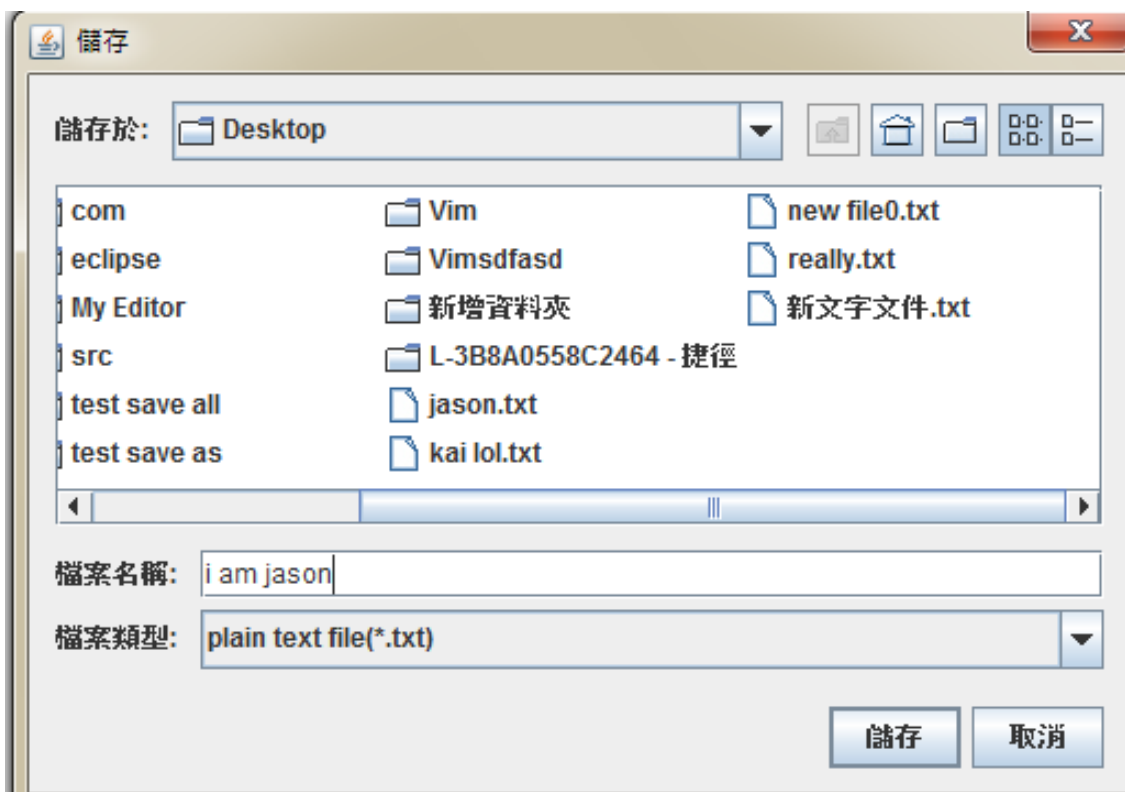 儲存
儲存於: Desktop
com Vim new file0.txt
eclipse Vimsdfasd really.txt
My Editor 新增資料夾 新文字文件.txt
src L-3B8A0558C2464 - 捷徑
test save all jason.txt
test save as kai lol.txt
檔案名稱: i am jason
檔案類型: plain text file(*.txt)
儲存 取消